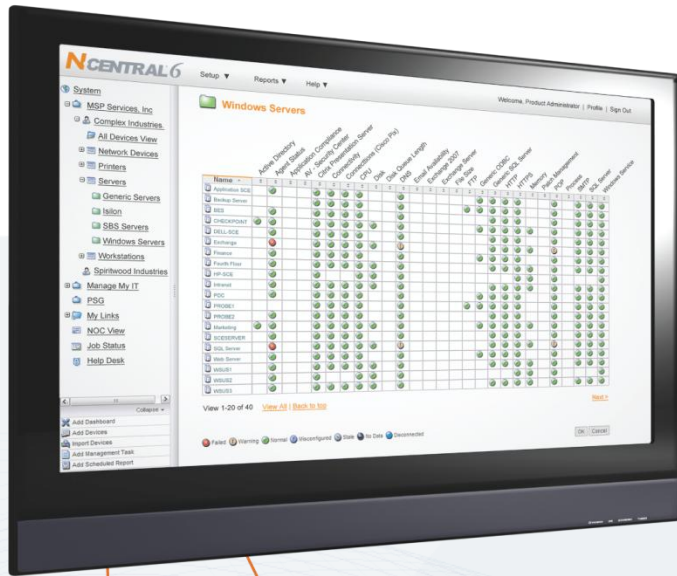 NCENTRAL 6
Setup ▼ Reports ▼ Help ▼
Welcome, Product Administrator | Profile | Sign Out
System
MSP Services, Inc
Complex Industries.
All Devices View
Network Devices
Printers
Servers
Generic Servers
Isilon
SBS Servers
Windows Servers
Workstations
Spiritwood Industries
Manage My IT
PSG
My Links
NOC View
Job Status
Help Desk
Collapse
Add Dashboard
Add Devices
Import Devices
Add Management Task
Add Scheduled Report
Windows Servers
Active Directory
Agent Status
Application Compliance
AV - Security Center
Citrix Presentation Server
Connectivity
Connections (Cisco Pix)
CPU
Disk
Disk Queue Length
DNS
Email Availability
Exchange 2007
Exchange Server
File Size
FTP
Generic ODBC
Generic SQL Server
HTTP
HTTPS
Memory
Patch Management
POP
Process
SMTP
SQL Server
Windows Service
Name
Application SCE
Backup Server
BES
CHECKPOINT
DELL-SCE
Exchange
Finance
Fourth Floor
HP-SCE
Intranet
PDC
PROBE1
PROBE2
Marketing
SCESERVER
SQL Server
Web Server
WSUS1
WSUS2
WSUS3
View 1-20 of 40 View All | Back to top
Next >
Failed Warning Normal Misconfigured Stale No Data Disconnected
OK Cancel